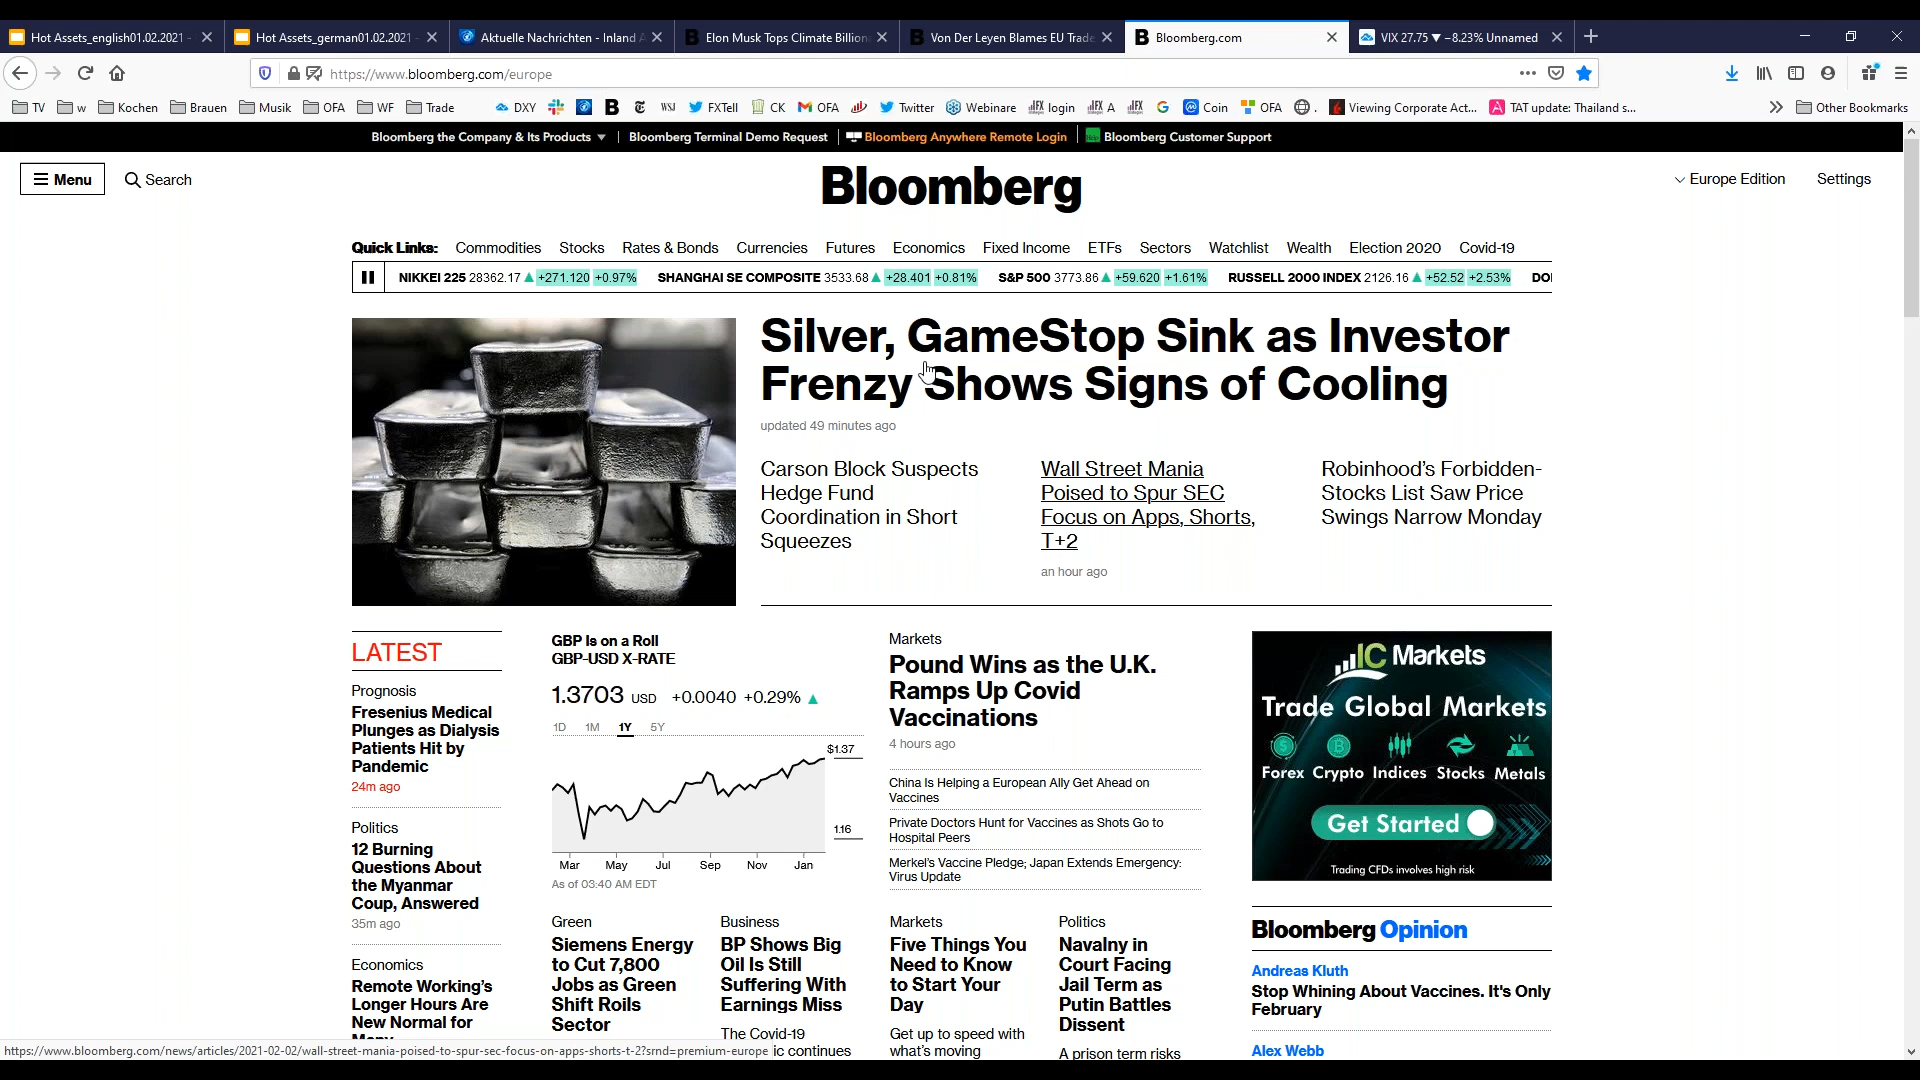 Hot Assets_english01.02.2021 -
Hot Assets_german01.02.2021 -
Aktuelle Nachrichten - Inland A
Elon Musk Tops Climate Billion
Von Der Leyen Blames EU Trade
Bloomberg.com
VIX 27.75 ▼ −8.23% Unnamed
https://www.bloomberg.com/europe
TV
w
Kochen
Brauen
Musik
OFA
WF
Trade
DXY
WSJ
FXTell
CK
OFA
Twitter
Webinare
login
A
Coin
OFA
.
Viewing Corporate Act...
TAT update: Thailand s...
Other Bookmarks
Bloomberg the Company & Its Products ▼
Bloomberg Terminal Demo Request
Bloomberg Anywhere Remote Login
Bloomberg Customer Support
Menu
Search
Bloomberg
Europe Edition
Settings
Quick Links: Commodities Stocks Rates & Bonds Currencies Futures Economics Fixed Income ETFs Sectors Watchlist Wealth Election 2020 Covid-19
NIKKEI 225 28362.17 ▲ +271.120 +0.97% SHANGHAI SE COMPOSITE 3533.68 ▲ +28.401 +0.81% S&P 500 3773.86 ▲ +59.620 +1.61% RUSSELL 2000 INDEX 2126.16 ▲ +52.52 +2.53% DO
Silver, GameStop Sink as Investor
Frenzy Shows Signs of Cooling
updated 49 minutes ago
Carson Block Suspects
Hedge Fund
Coordination in Short
Squeezes
Wall Street Mania
Poised to Spur SEC
Focus on Apps, Shorts,
T+2
an hour ago
Robinhood's Forbidden-
Stocks List Saw Price
Swings Narrow Monday
LATEST
Prognosis
Fresenius Medical
Plunges as Dialysis
Patients Hit by
Pandemic
24m ago
Politics
12 Burning
Questions About
the Myanmar
Coup, Answered
35m ago
Economics
Remote Working's
Longer Hours Are
New Normal for
GBP Is on a Roll
GBP-USD X-RATE
1.3703 USD +0.0040 +0.29% ▲
1D 1M 1Y 5Y
$1.37
1.16
Mar May Jul Sep Nov Jan
As of 03:40 AM EDT
Markets
Pound Wins as the U.K.
Ramps Up Covid
Vaccinations
4 hours ago
China Is Helping a European Ally Get Ahead on
Vaccines
Private Doctors Hunt for Vaccines as Shots Go to
Hospital Peers
Merkel's Vaccine Pledge; Japan Extends Emergency:
Virus Update
IC Markets
Trade Global Markets
Forex Crypto Indices Stocks Metals
Get Started
Trading CFDs involves high risk
Green
Siemens Energy
to Cut 7,800
Jobs as Green
Shift Roils
Sector
Business
BP Shows Big
Oil Is Still
Suffering With
Earnings Miss
The Covid-19
ic continues
Markets
Five Things You
Need to Know
to Start Your
Day
Get up to speed with
what's moving
Politics
Navalny in
Court Facing
Jail Term as
Putin Battles
Dissent
A prison term risks
Bloomberg Opinion
Andreas Kluth
Stop Whining About Vaccines. It's Only
February
Alex Webb
https://www.bloomberg.com/news/articles/2021-02-02/wall-street-mania-poised-to-spur-sec-focus-on-apps-shorts-t-2?srnd=premium-europe